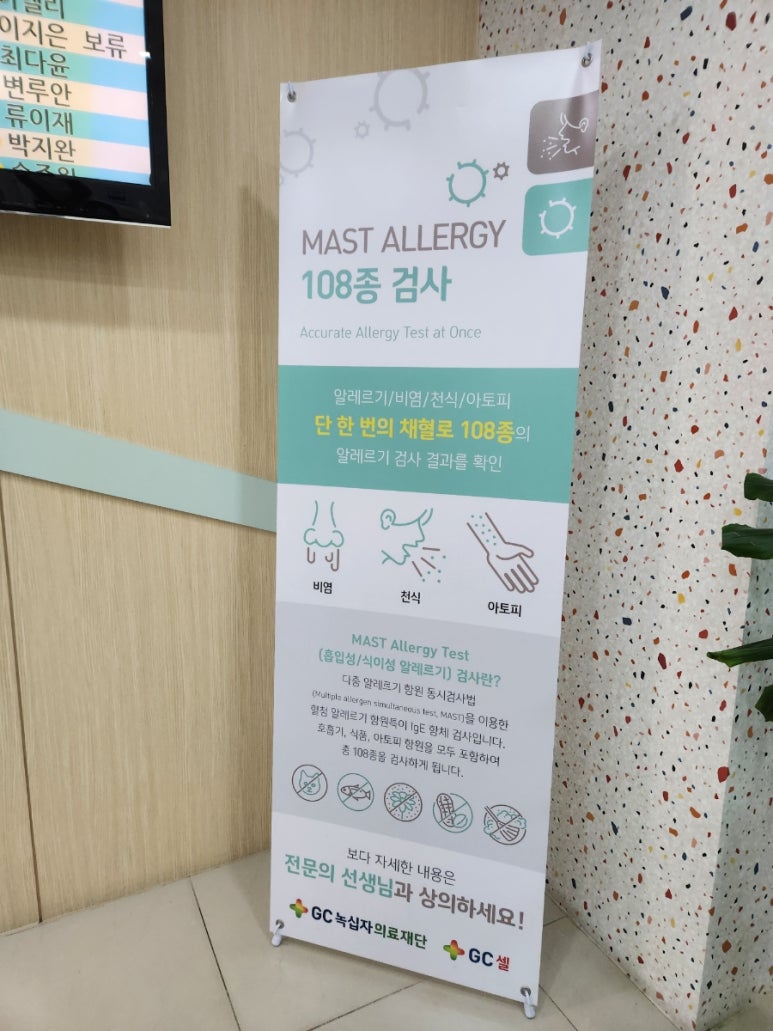 이지은 보류
최다윤
변루안
류이재
박지완
MAST ALLERGY
108종 검사
Accurate Allergy Test at Once
알레르기/비염/천식/아토피
단 한 번의 채혈로 108종의
알레르기 검사 결과를 확인
비염
천식
아토피
MAST Allergy Test
(흡입성/식이성 알레르기) 검사란?
다중 알레르기 항원 동시검사법
(Multiple allergen simultaneous test, MAST)을 이용한
혈청 알레르기 항원특이 IgE 항체 검사입니다.
호흡기, 식품, 아토피 항원을 모두 포함하여
총 108종을 검사하게 됩니다.
보다 자세한 내용은
전문의 선생님과 상의하세요!
GC녹십자의료재단
GC셀